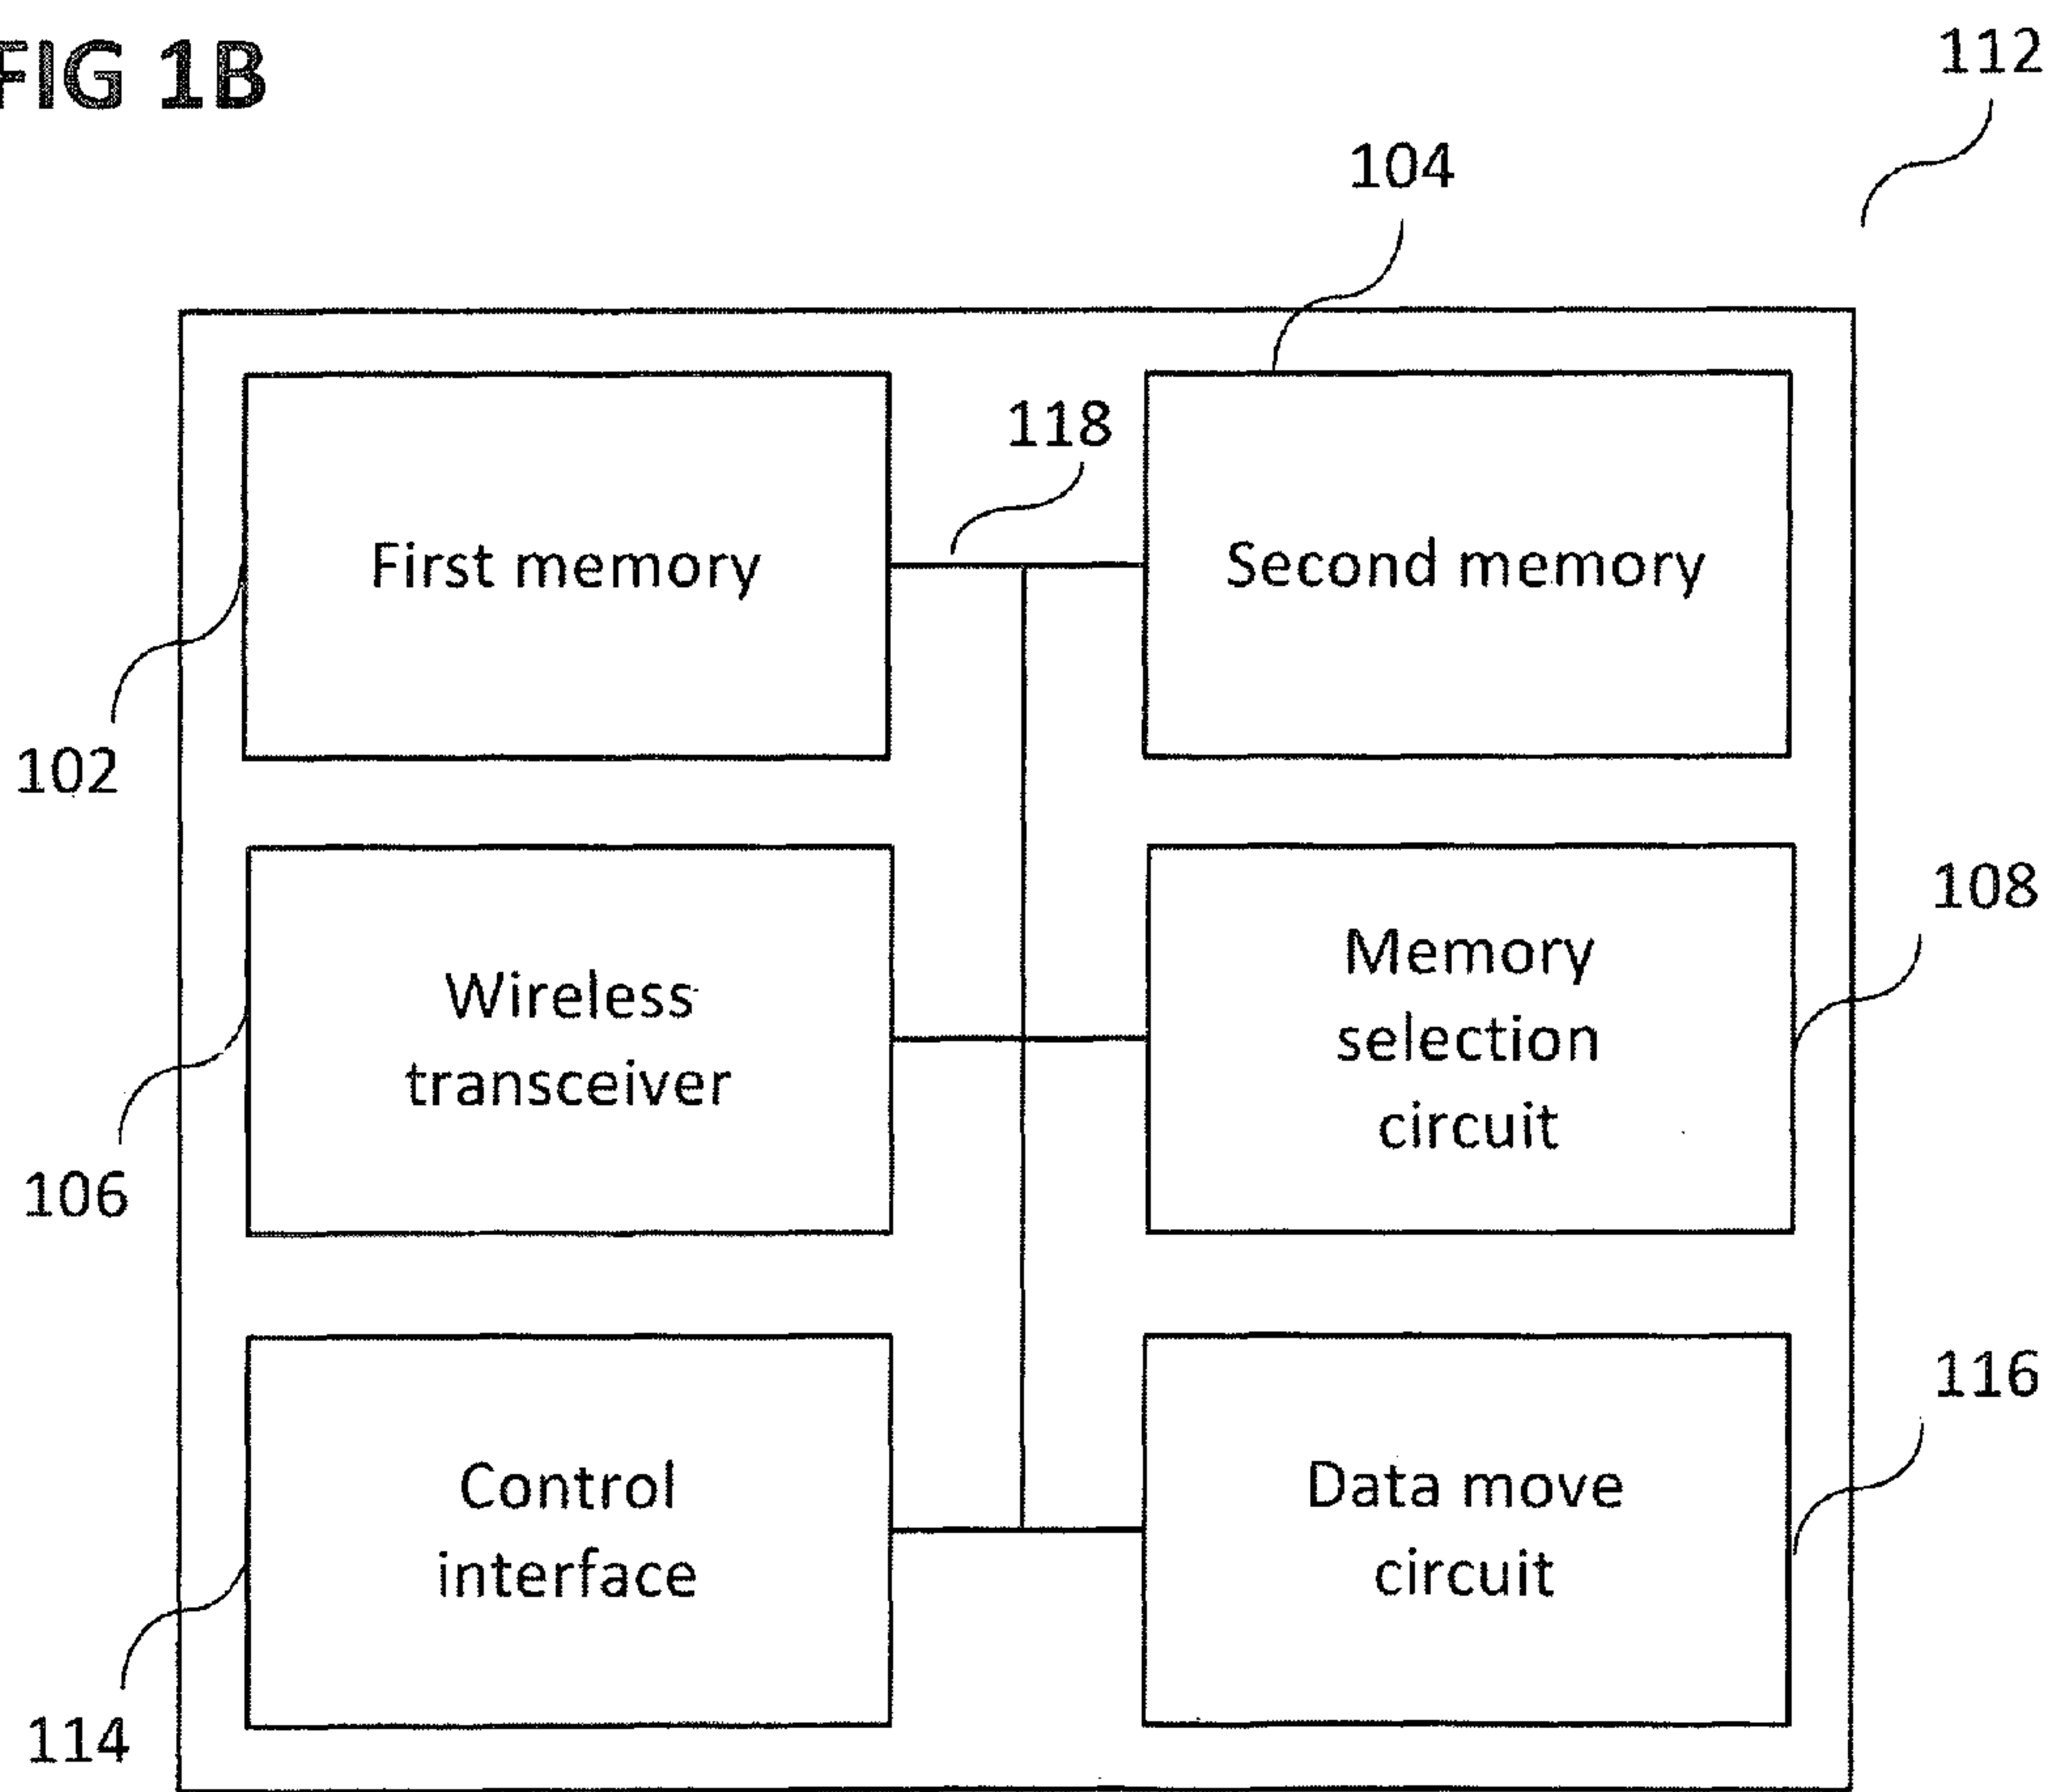 FIG 1B
112
104
118
First memory
Second memory
102
108
Wireless
transceiver
Memory
selection
circuit
106
116
Control
interface
Data move
circuit
114